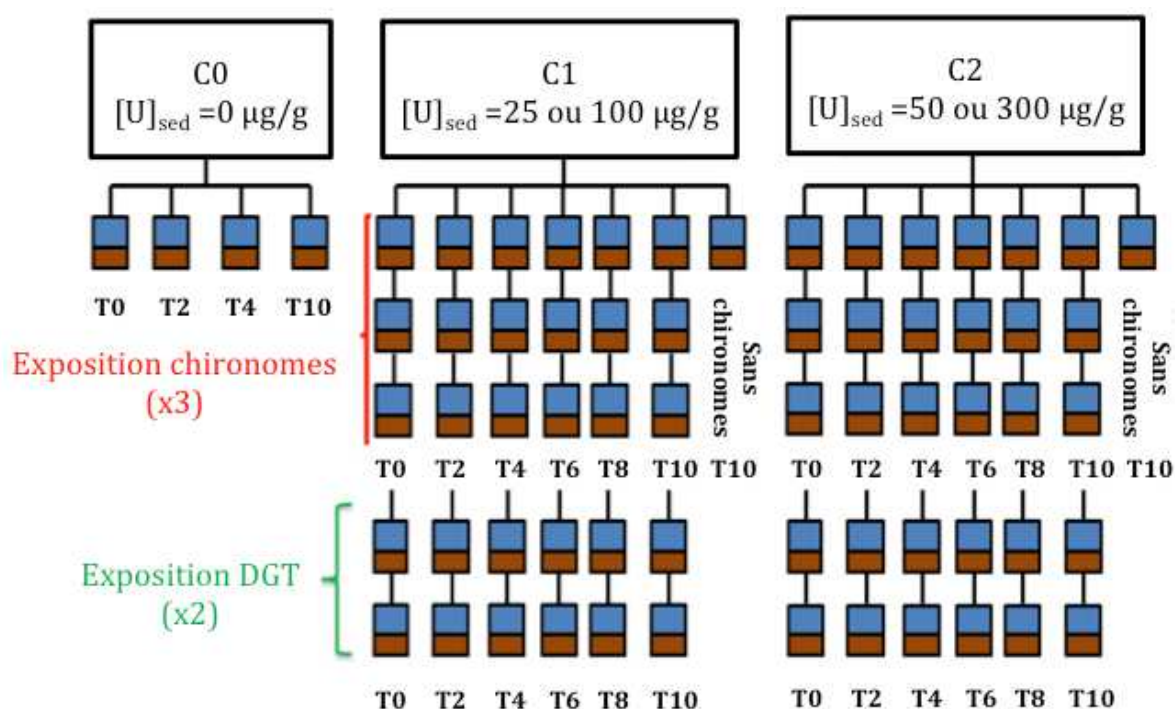 C0
[U]sed =0 µg/g
C1
[U]sed =25 ou 100 µg/g
C2
[U]sed =50 ou 300 µg/g
T0 T2 T4 T10
Exposition chironomes
(x3)
Sans
chironomes
Sans
chironomes
T0 T2 T4 T6 T8 T10 T10
T0 T2 T4 T6 T8 T10 T10
Exposition DGT
(x2)
T0 T2 T4 T6 T8 T10
T0 T2 T4 T6 T8 T10